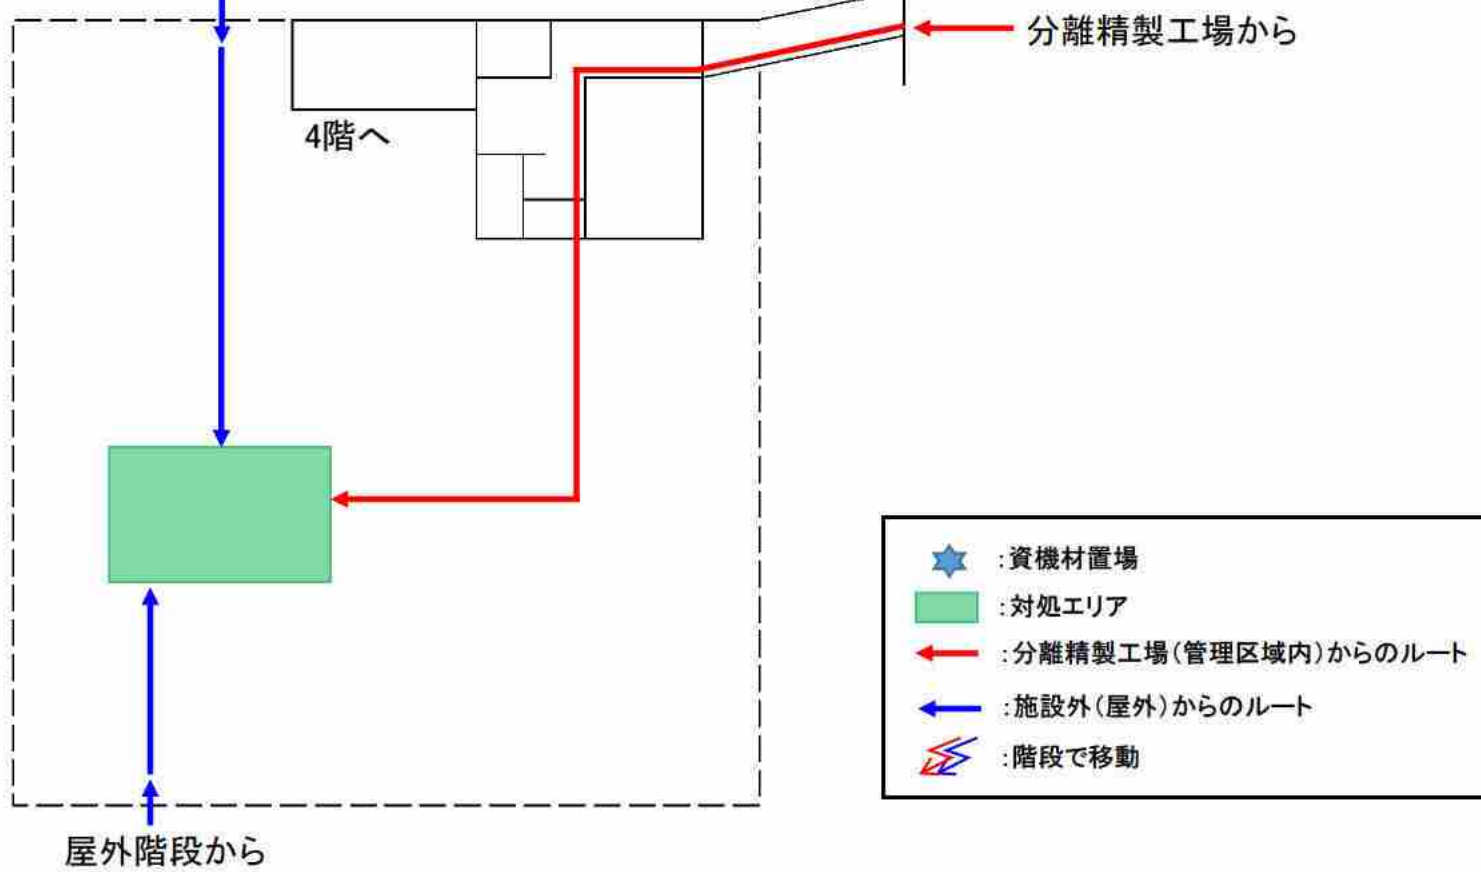 分離精製工場から
4階へ
:資機材置場
:対処エリア
:分離精製工場(管理区域内)からのルート
:施設外(屋外)からのルート
:階段で移動
屋外階段から